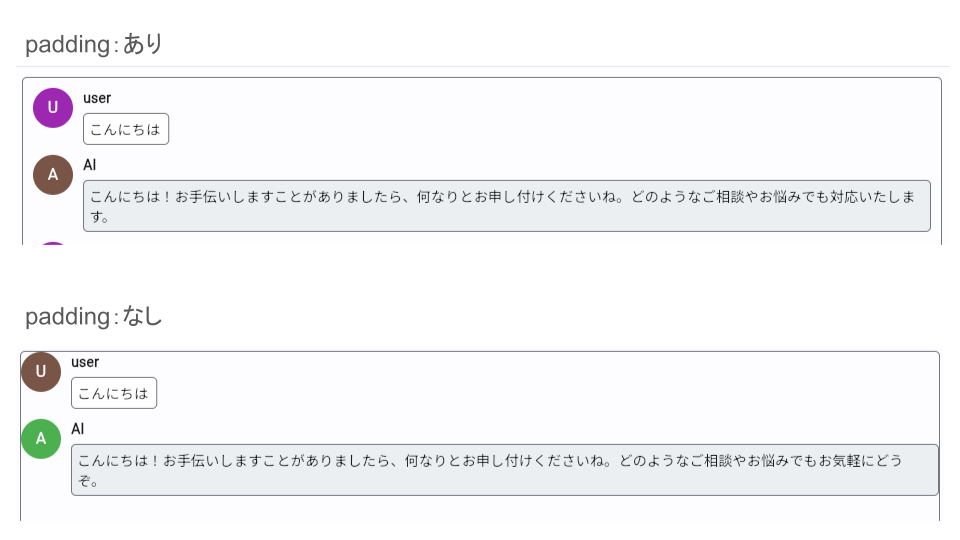 padding:あり
U
user
こんにちは
A
AI
こんにちは！お手伝いしますことがありましたら、何なりとお申し付けくださいね。どのようなご相談やお悩みでも対応いたしま
す。
padding:なし
U
user
こんにちは
A
AI
こんにちは！お手伝いしますことがありましたら、何なりとお申し付けくださいね。どのようなご相談やお悩みでもお気軽にどう
ぞ。